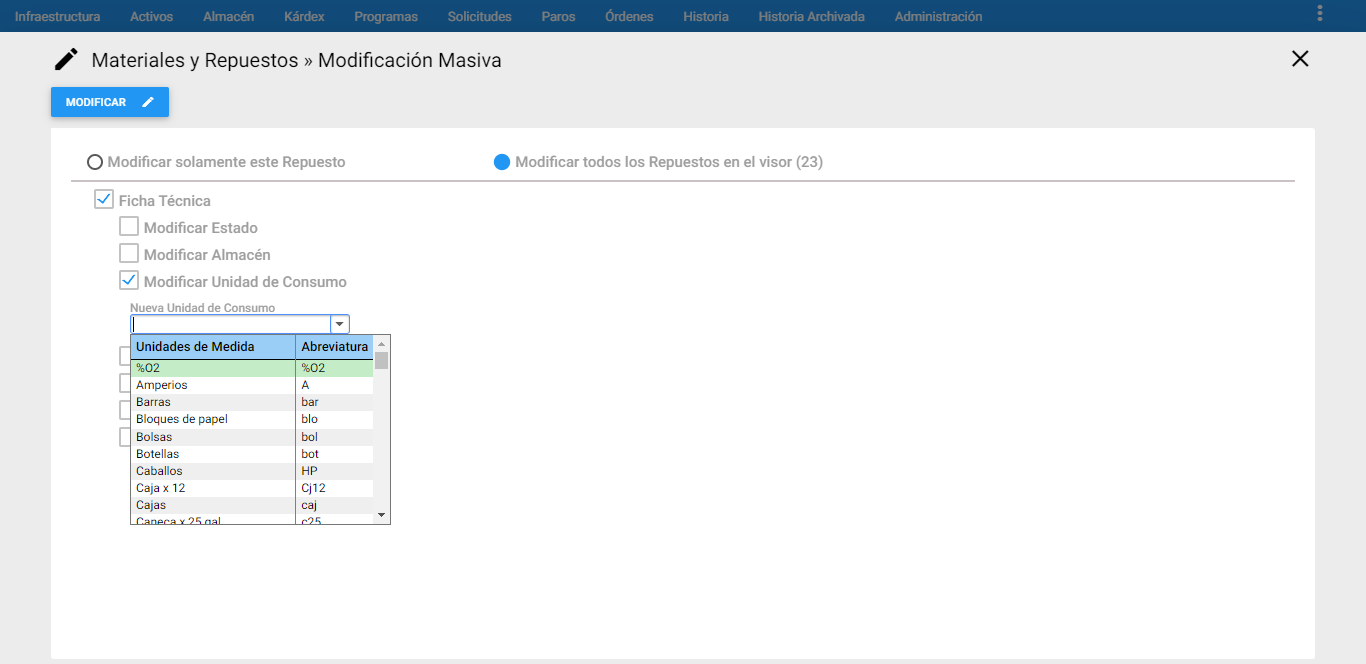 Infraestructura Activos Almacén Kárdex Programas Solicitudes Paros Órdenes Historia Historia Archivada Administración
Materiales y Repuestos » Modificación Masiva
MODIFICAR
Modificar solamente este Repuesto Modificar todos los Repuestos en el visor (23)
Ficha Técnica
Modificar Estado
Modificar Almacén
Modificar Unidad de Consumo
Nueva Unidad de Consumo
Unidades de Medida Abreviatura
%O2 %O2
Amperios A
Barras bar
Bloques de papel blo
Bolsas bol
Botellas bot
Caballos HP
Caja x 12 Cj12
Cajas caj
Caneca x 25 gal c25